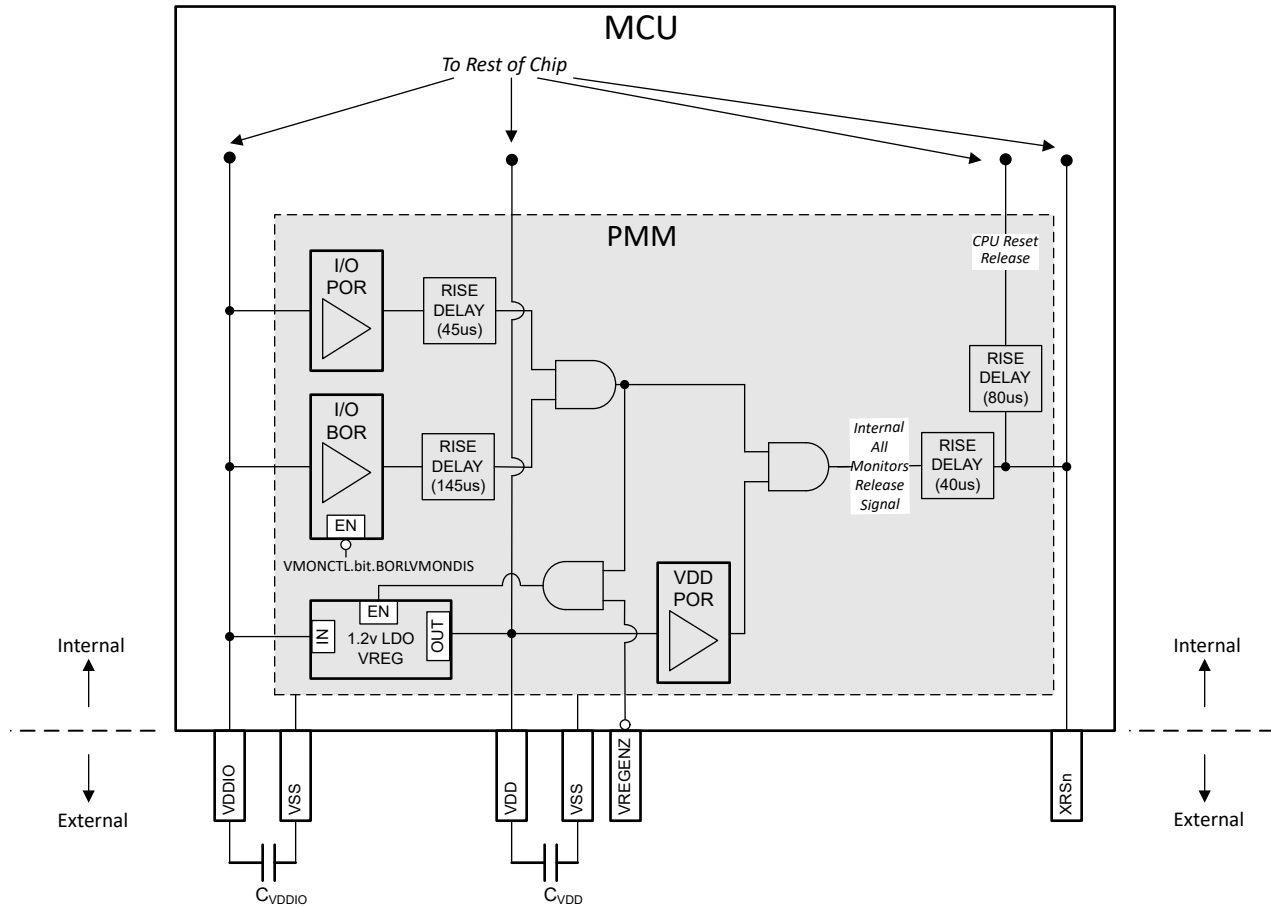 MCU
To Rest of Chip
PMM
I/O
POR
RISE
DELAY
(45us)
CPU Reset
Release
RISE
DELAY
(80us)
I/O
BOR
EN
RISE
DELAY
(145us)
Internal
All
Monitors
Release
Signal
RISE
DELAY
(40us)
VMONCTL.bit.BORLVMONDIS
EN
IN
1.2v LDO
VREG
OUT
VDD
POR
Internal
External
Internal
External
VDDIO
VSS
VDD
VSS
VREGENZ
XRSn
CVDDIO
CVDD